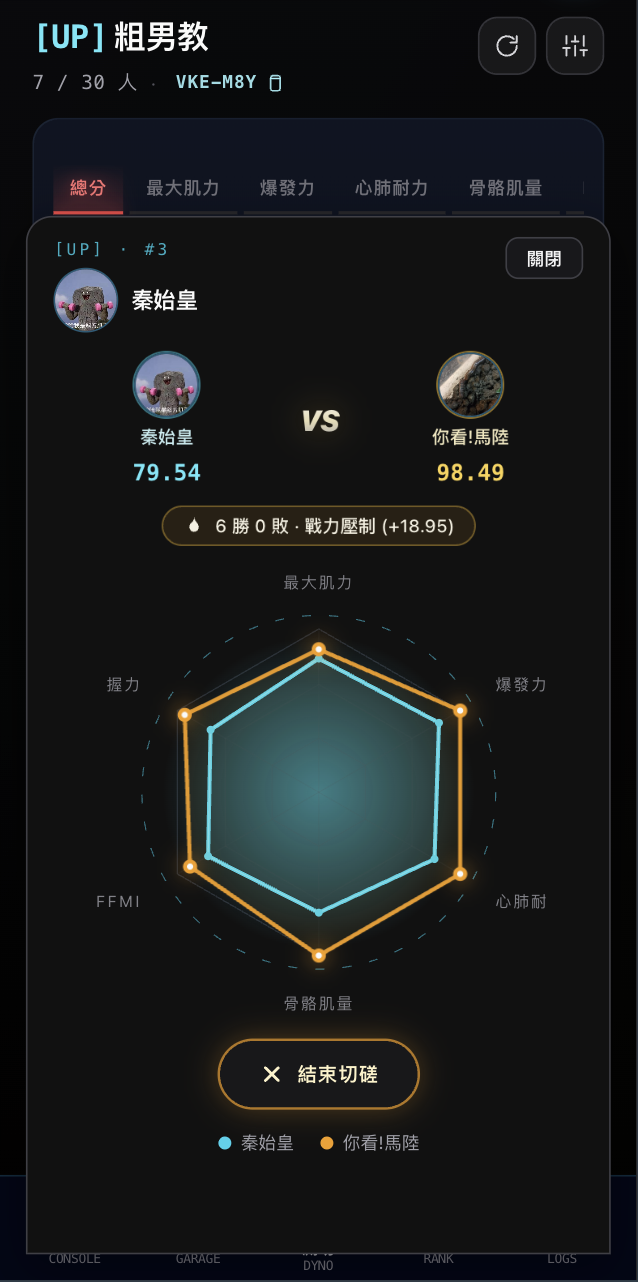 [UP] 粗男教
7 / 30 人 · VKE-M8Y
總分 最大肌力 爆發力 心肺耐力 骨骼肌量
[UP] · #3
關閉
秦始皇
VS
秦始皇 你看!馬陸
79.54 98.49
6 勝 0 敗 · 戰力壓制 (+18.95)
最大肌力
握力 爆發力
FFMI 心肺耐
骨骼肌量
✕ 結束切磋
秦始皇 你看!馬陸
CONSOLE GARAGE DYNO RANK LOGS